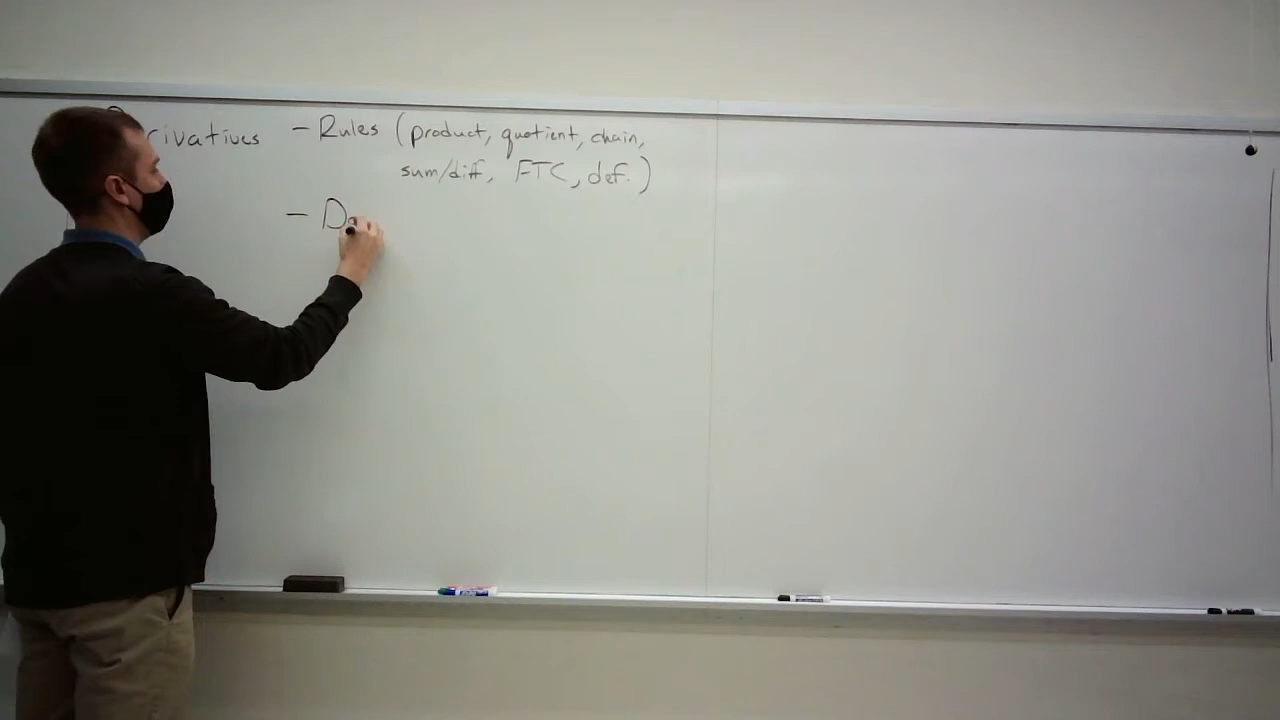 rivatives - Rules (product, quotient, chain,
sum/diff, FTC, def.)
- D